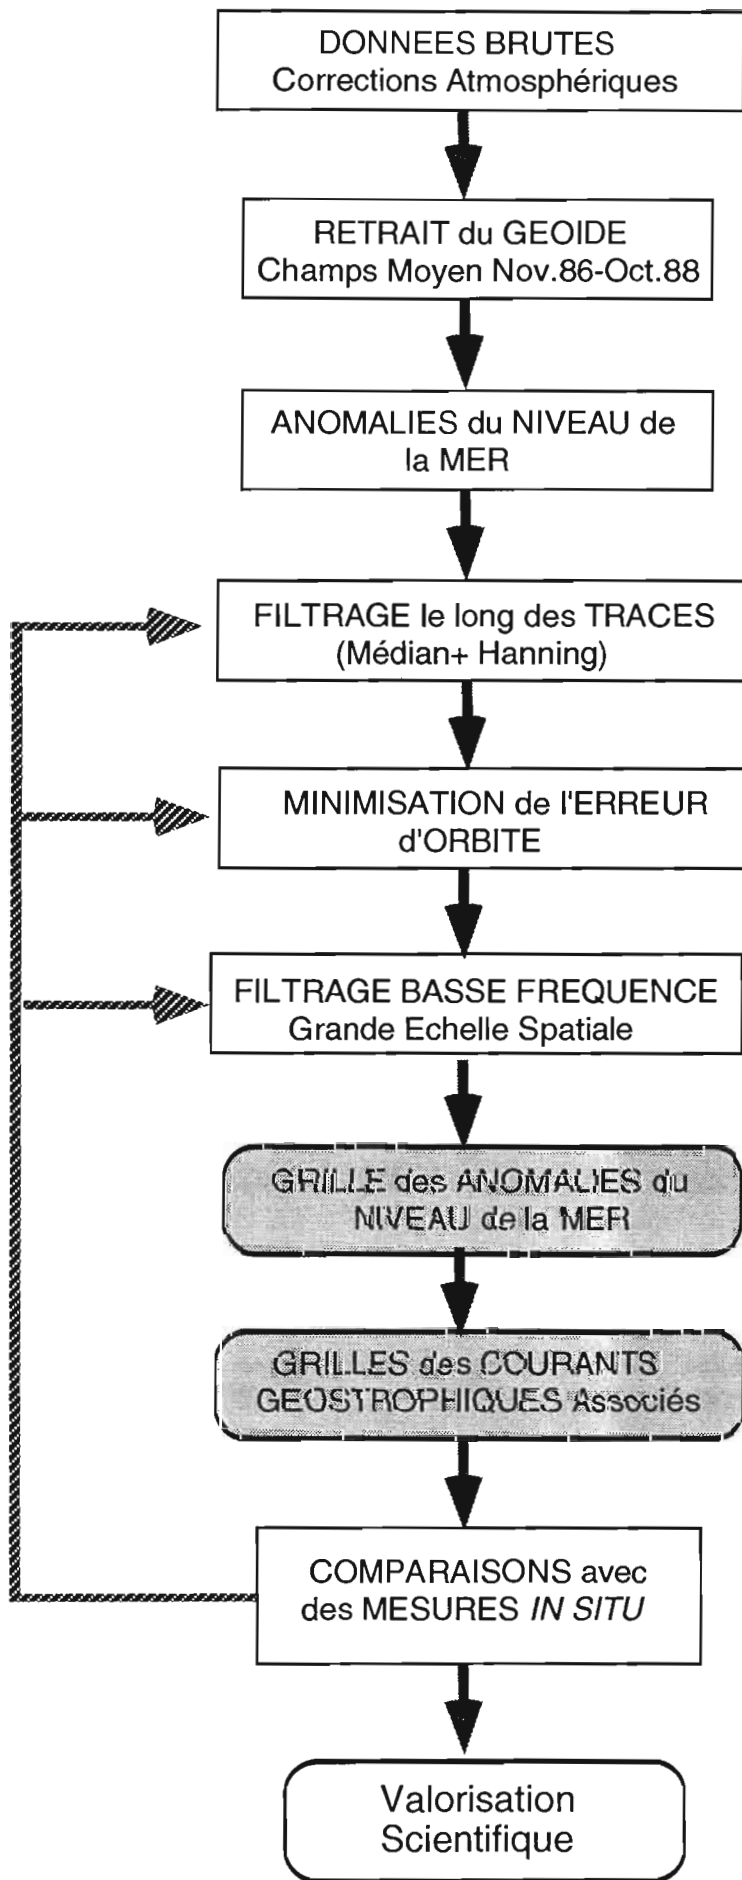 DONNEES BRUTES
Corrections Atmosphériques
RETRAIT du GEOIDE
Champs Moyen Nov.86-Oct.88
ANOMALIES du NIVEAU de
la MER
FILTRAGE le long des TRACES
(Médian+ Hanning)
MINIMISATION de l'ERREUR
d'ORBITE
FILTRAGE BASSE FREQUENCE
Grande Echelle Spatiale
GRILLE des ANOMALIES du
NIVEAU de la MER
GRILLES des COURANTS
GEOSTROPHIQUES Associés
COMPARAISONS avec
des MESURES IN SITU
Valorisation
Scientifique